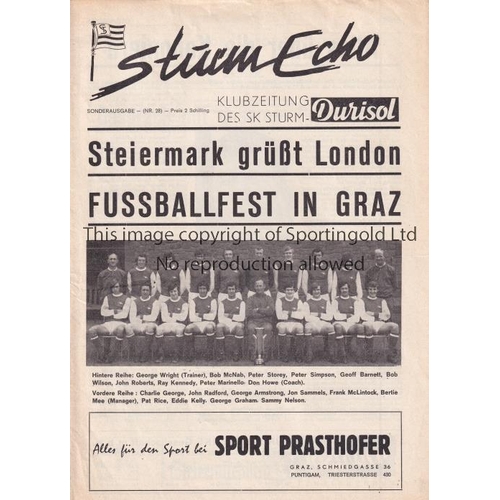 Sturm Echo
SONDERAUSGABE – (NR. 28) – Preis 2 Schilling
KLUBZEITUNG
DES SK STURM-Durisol
Steiermark grüßt London
FUSSBALLFEST IN GRAZ
This image copyright of Sportingold Ltd
No reproduction allowed
Hintere Reihe: George Wright (Trainer), Bob McNab, Peter Storey, Peter Simpson, Geoff Barnett, Bob
Wilson, John Roberts, Ray Kennedy, Peter Marinello- Don Howe (Coach).
Vordere Reihe : Charlie George, John Radford, George Armstrong, Jon Sammels, Frank McLintock, Bertie
Mee (Manager), Pat Rice, Eddie Kelly. George Graham. Sammy Nelson.
Alles für den Sport bei SPORT PRASTHOFER
GRAZ, SCHMIEDGASSE 36
PUNTIGAM, TRIESTERSTRASSE 400